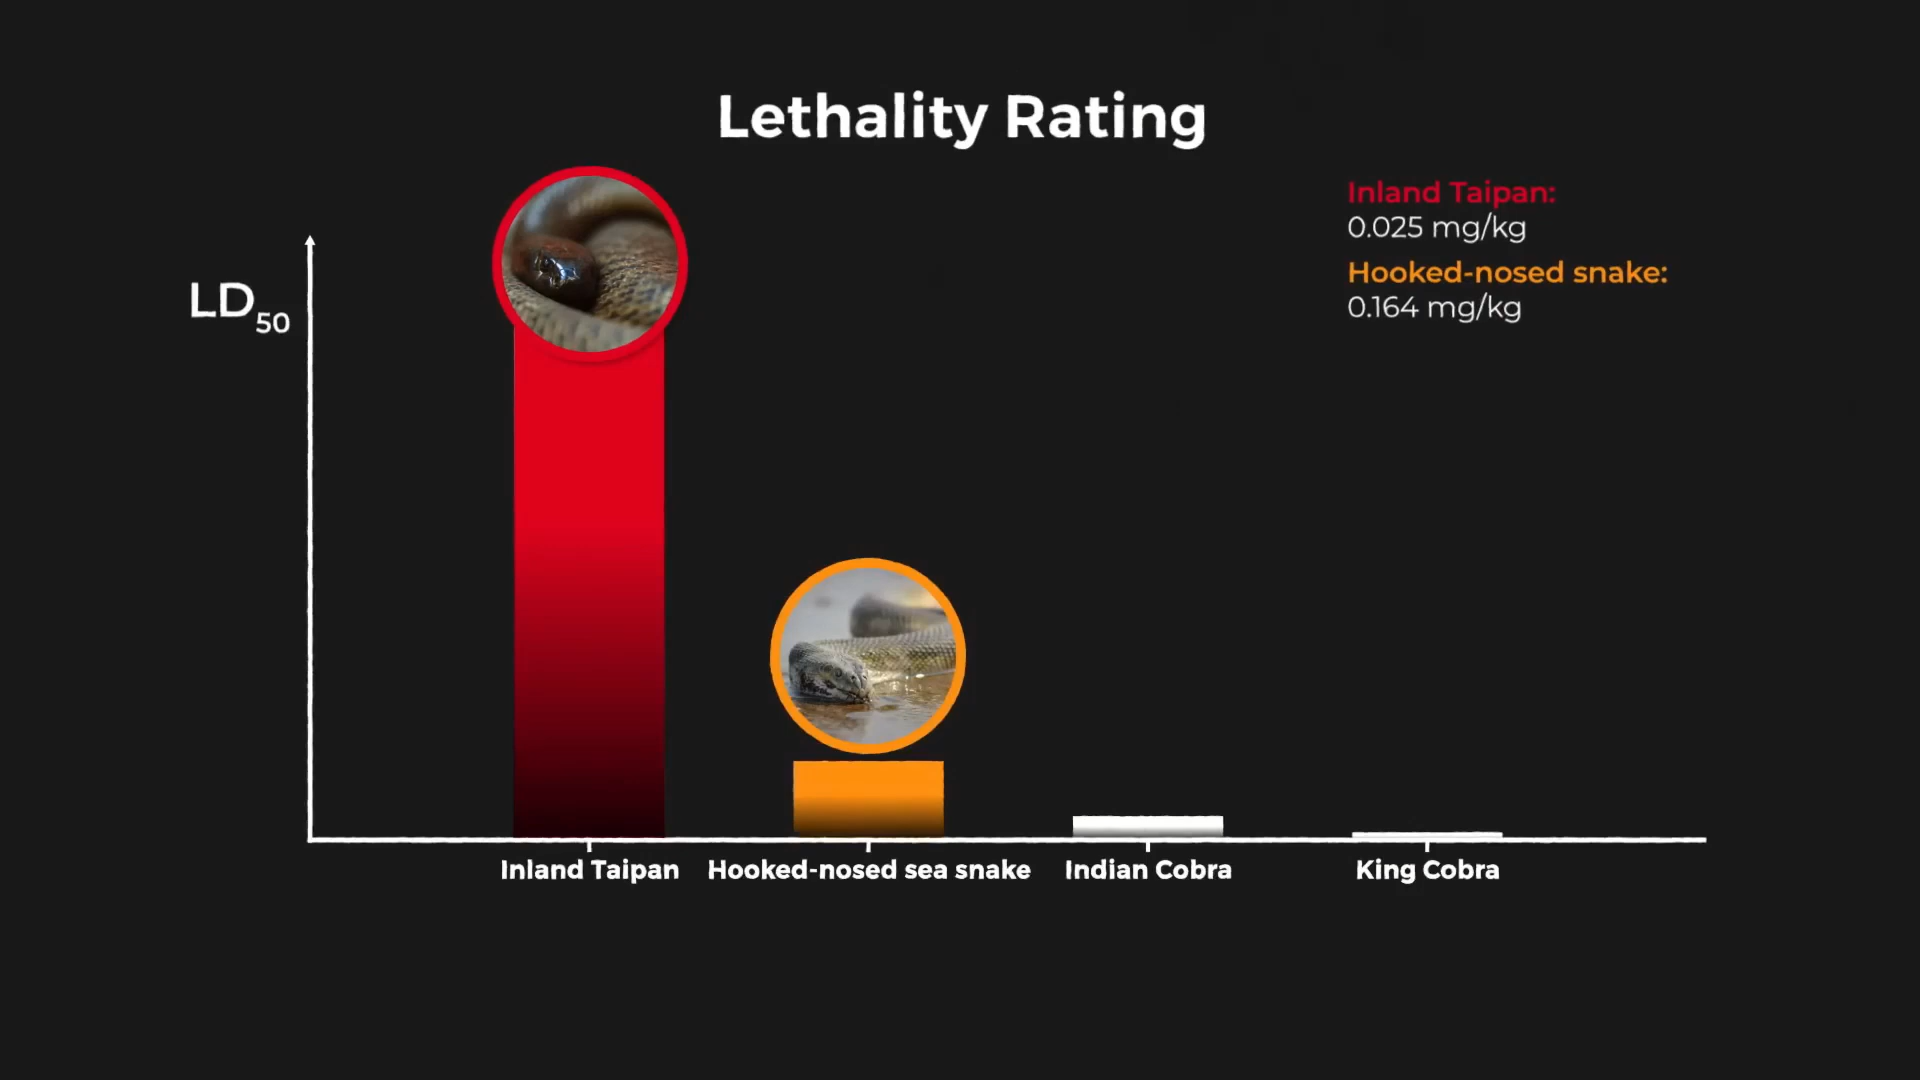 Lethality Rating
Inland Taipan:
0.025 mg/kg
Hooked-nosed snake:
0.164 mg/kg
LD50
Inland Taipan
Hooked-nosed sea snake
Indian Cobra
King Cobra